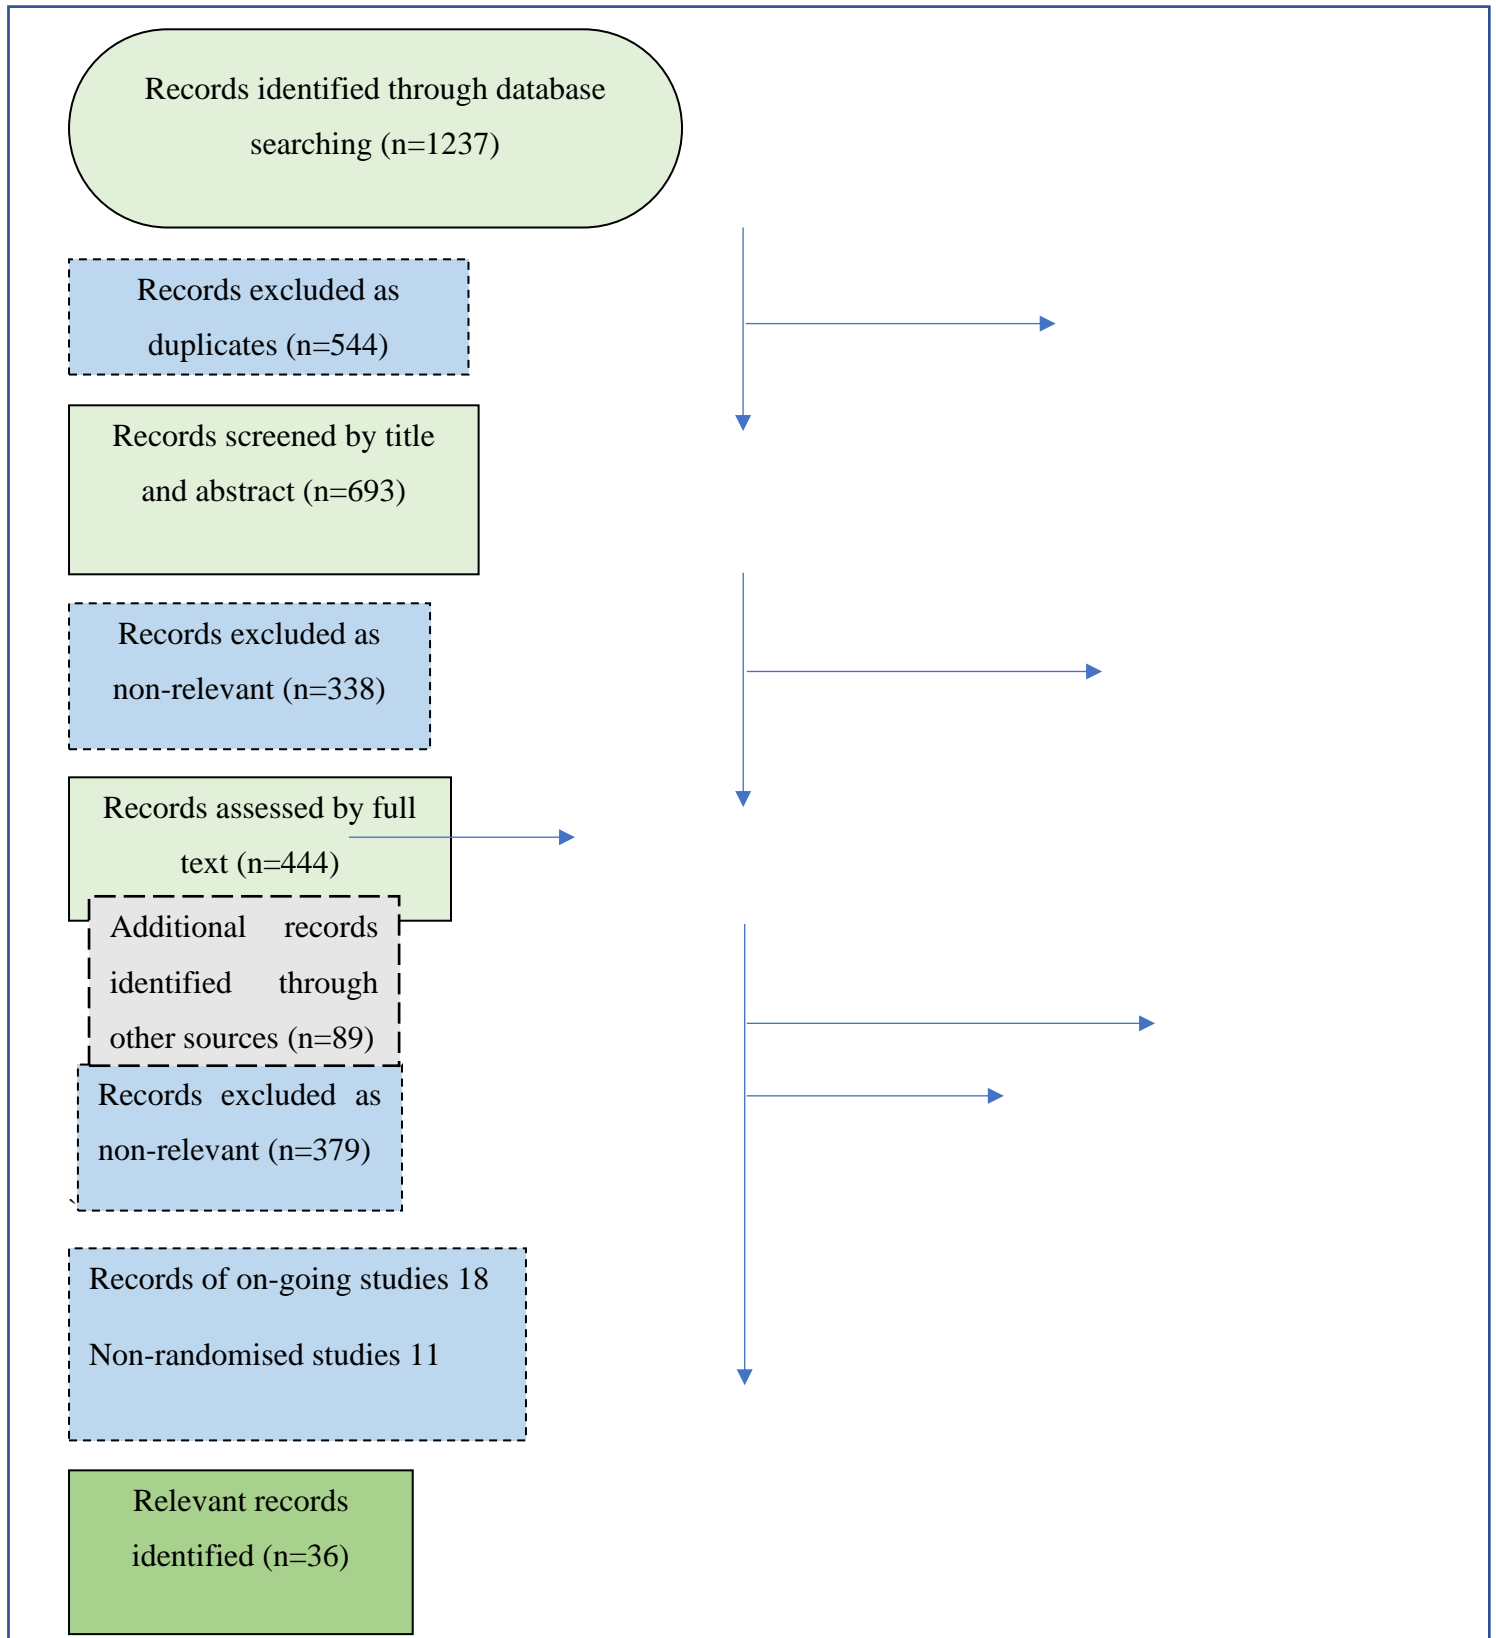 Records identified through database
searching (n=1237)
Records excluded as
duplicates (n=544)
Records screened by title
and abstract (n=693)
Records excluded as
non-relevant (n=338)
Records assessed by full
text (n=444)
Additional records
identified through
other sources (n=89)
Records excluded as
non-relevant (n=379)
`
Records of on-going studies 18
Non-randomised studies 11
Relevant records
identified (n=36)